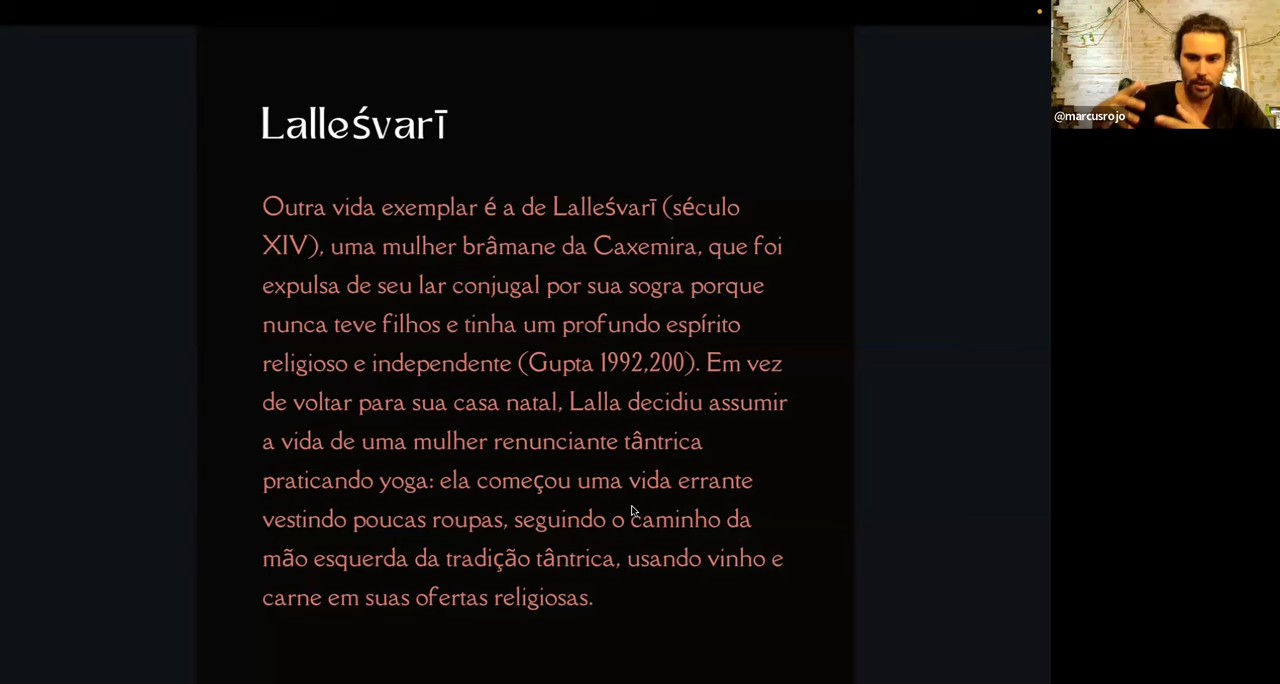 Lalleśvarī
@marcusrojo
Outra vida exemplar é a de Lalleśvarī (século
XIV), uma mulher brâmane da Caxemira, que foi
expulsa de seu lar conjugal por sua sogra porque
nunca teve filhos e tinha um profundo espírito
religioso e independente (Gupta 1992,200). Em vez
de voltar para sua casa natal, Lalla decidiu assumir
a vida de uma mulher renunciante tântrica
praticando yoga: ela começou uma vida errante
vestindo poucas roupas, seguindo o caminho da
mão esquerda da tradição tântrica, usando vinho e
carne em suas ofertas religiosas.